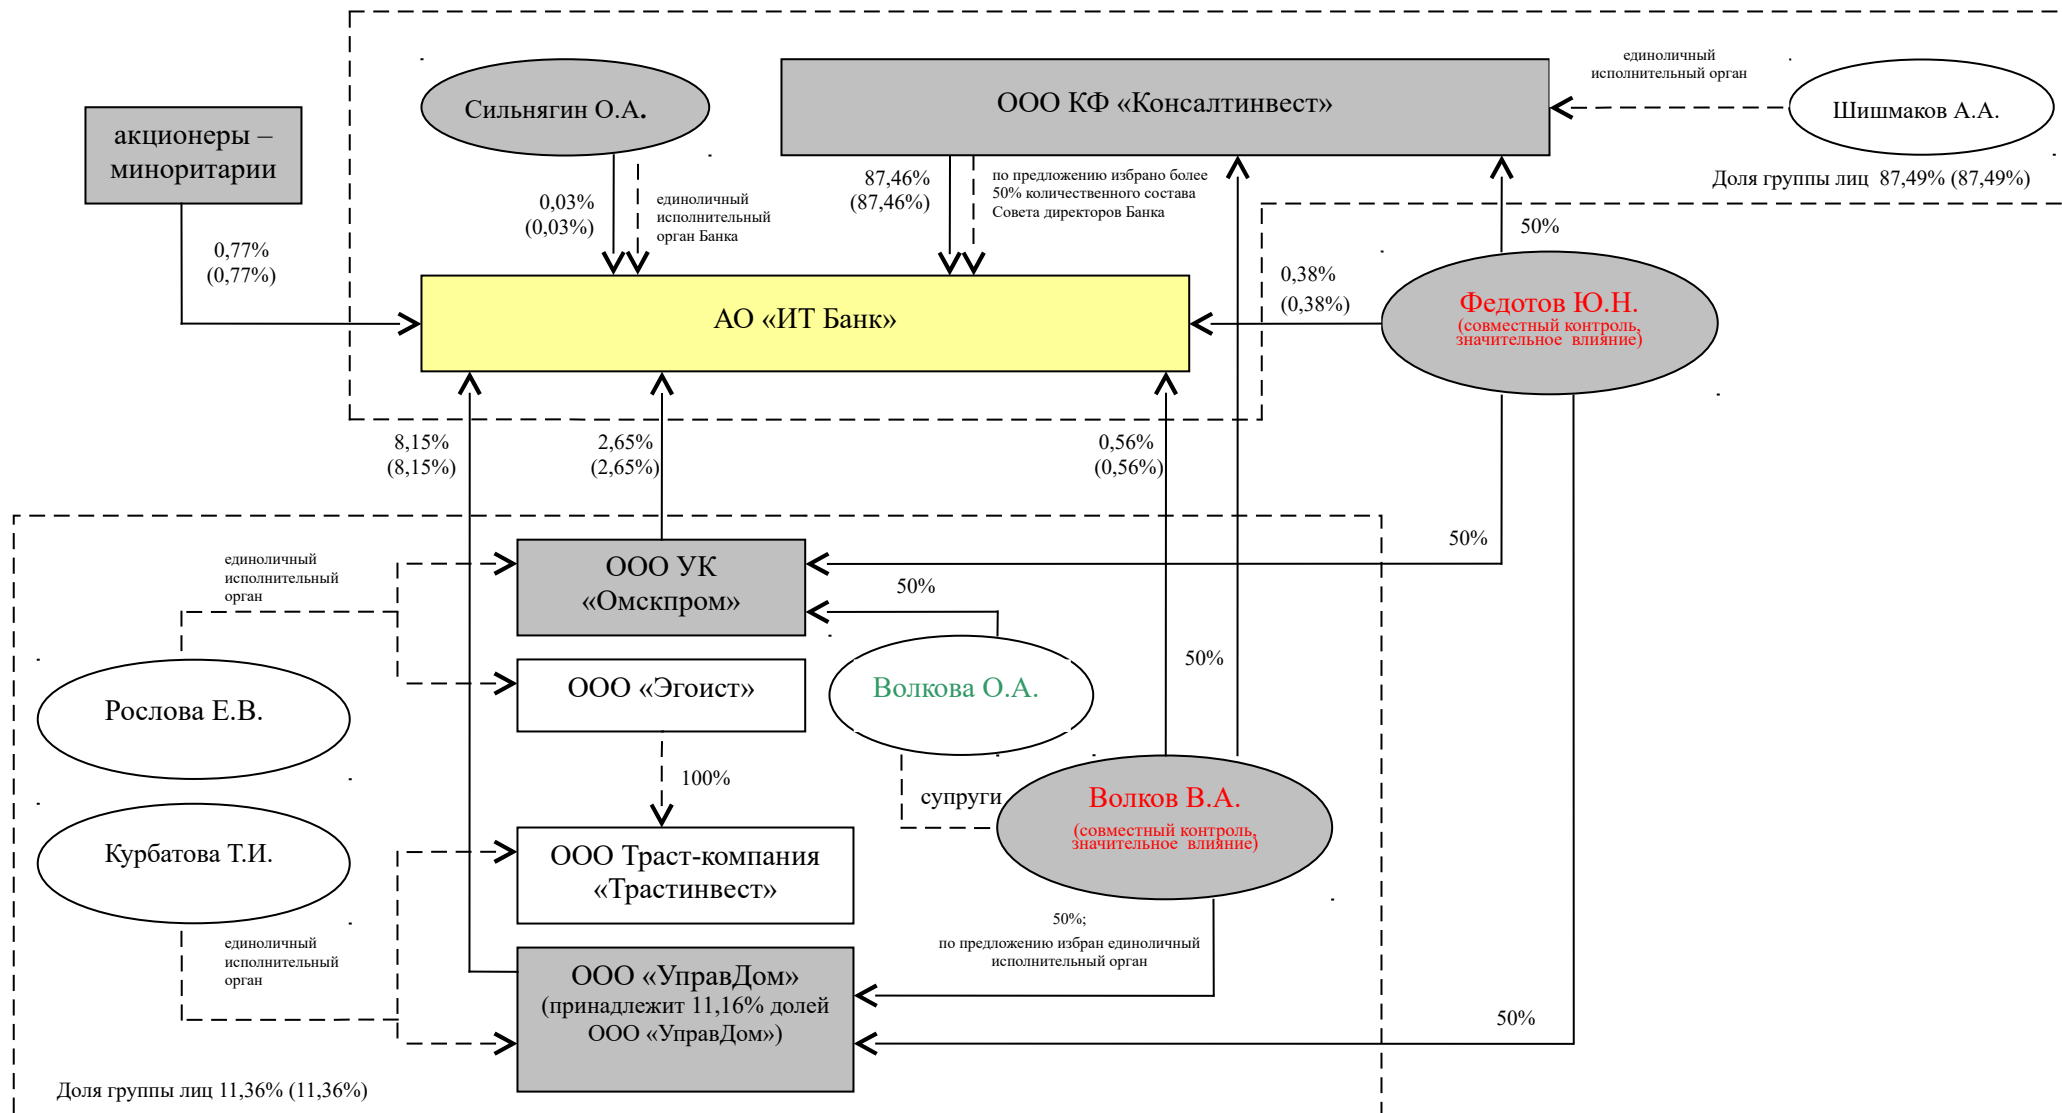 единоличный
исполнительный орган
Сильнягин О.А.
ООО КФ «Консалтинвест»
Шишмаков А.А.
акционеры –
миноритарии
Доля группы лиц  87,49% (87,49%)
0,03%
(0,03%)
единоличный
исполнительный
орган Банка
87,46%
(87,46%)
по предложению избрано более
50% количественного состава
Совета директоров Банка
50%
0,77%
(0,77%)
0,38%
(0,38%)
АО «ИТ Банк»
Федотов Ю.Н.
(совместный контроль,
значительное  влияние)
8,15%
(8,15%)
2,65%
(2,65%)
0,56%
(0,56%)
50%
единоличный
исполнительный
орган
ООО УК
«Омскпром»
50%
50%
Рослова Е.В.
ООО «Эгоист»
Волкова О.А.
100%
супруги
Волков В.А.
(совместный контроль,
значительное  влияние)
Курбатова Т.И.
ООО Траст-компания
«Трастинвест»
единоличный
исполнительный
орган
50%;
по предложению избран единоличный
исполнительный орган
ООО «УправДом»
(принадлежит 11,16% долей
ООО «УправДом»)
50%
Доля группы лиц 11,36% (11,36%)